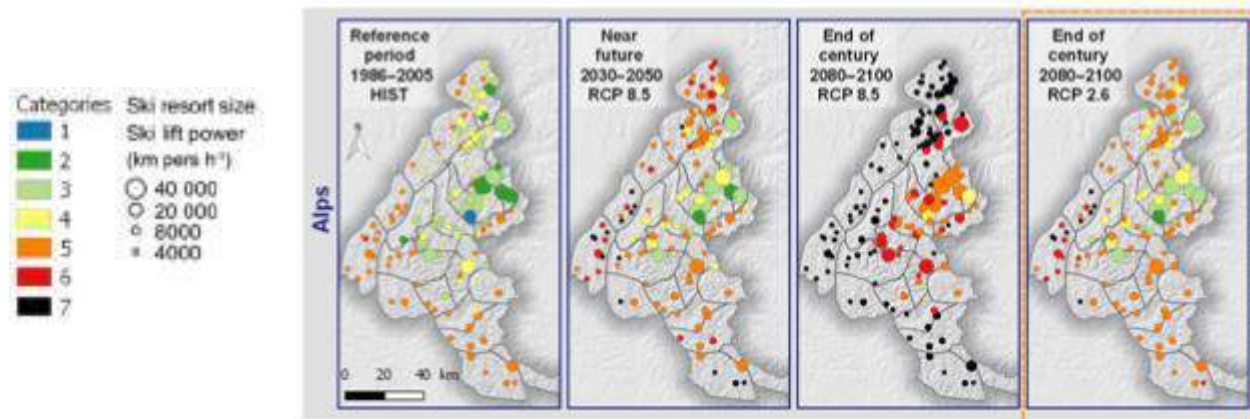 Categories
1
2
3
4
5
6
7
Ski resort size
Ski lift power
(km pers h⁻¹)
40 000
20 000
8000
4000
Alps
Reference
period
1986–2005
HIST
0 20 40 km
Near
future
2030–2050
RCP 8.5
End of
century
2080–2100
RCP 8.5
End of
century
2080–2100
RCP 2.6